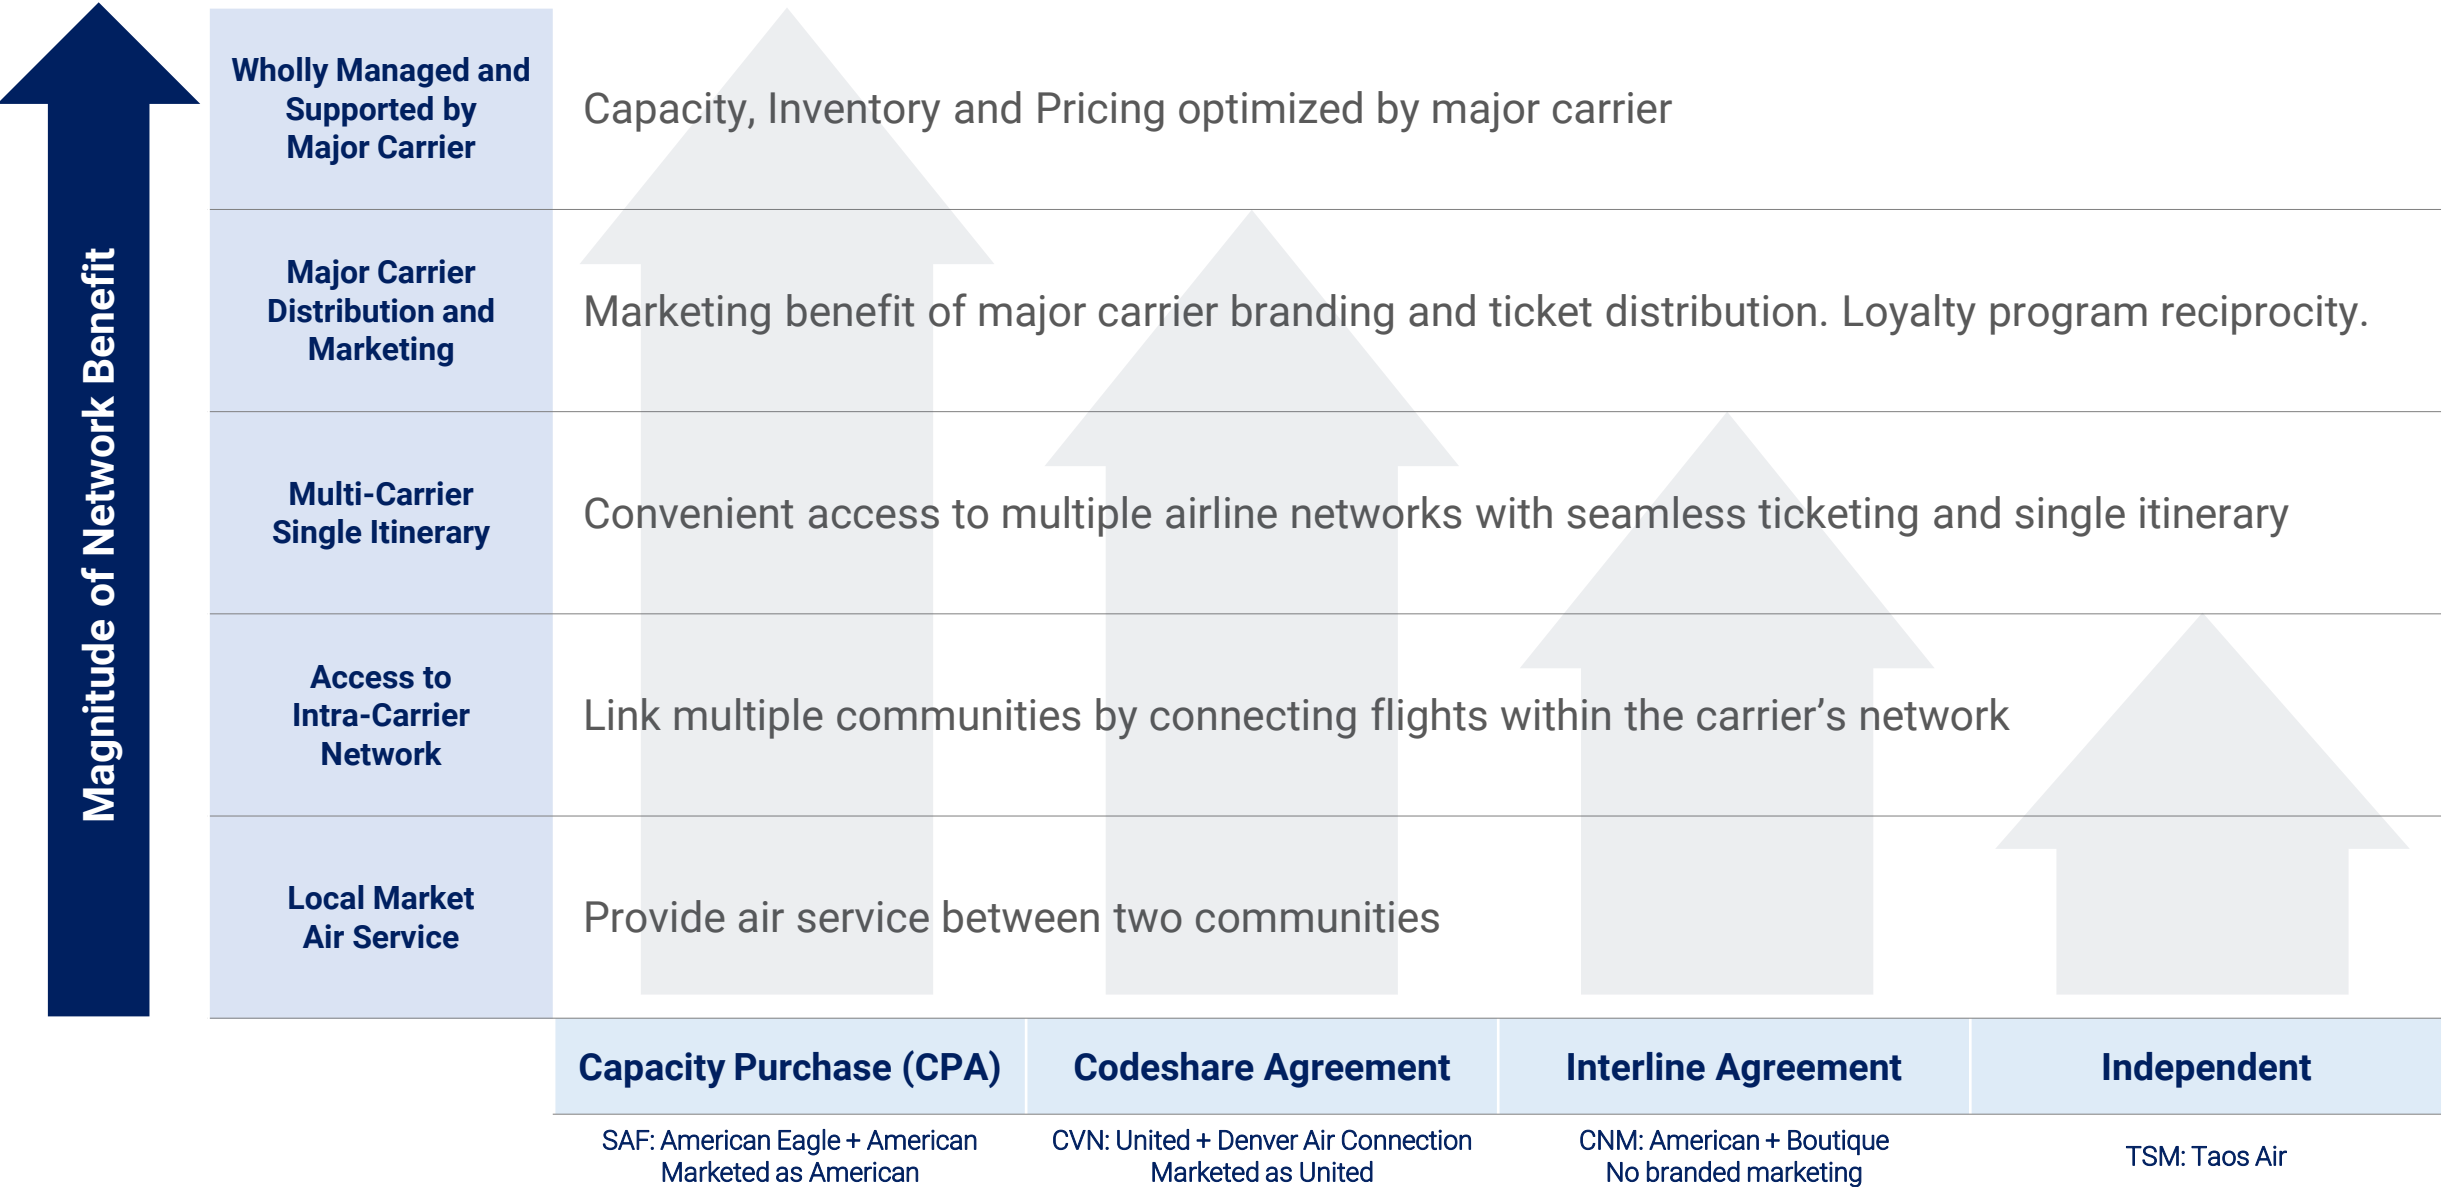 Magnitude of Network Benefit
Wholly Managed and
Supported by
Major Carrier
Capacity, Inventory and Pricing optimized by major carrier
Major Carrier
Distribution and
Marketing
Marketing benefit of major carrier branding and ticket distribution. Loyalty program reciprocity.
Multi-Carrier
Single Itinerary
Convenient access to multiple airline networks with seamless ticketing and single itinerary
Access to
Intra-Carrier
Network
Link multiple communities by connecting flights within the carrier’s network
Local Market
Air Service
Provide air service between two communities
Capacity Purchase (CPA)
Codeshare Agreement
Interline Agreement
Independent
SAF: American Eagle + American
Marketed as American
CVN: United + Denver Air Connection
Marketed as United
CNM: American + Boutique
No branded marketing
TSM: Taos Air